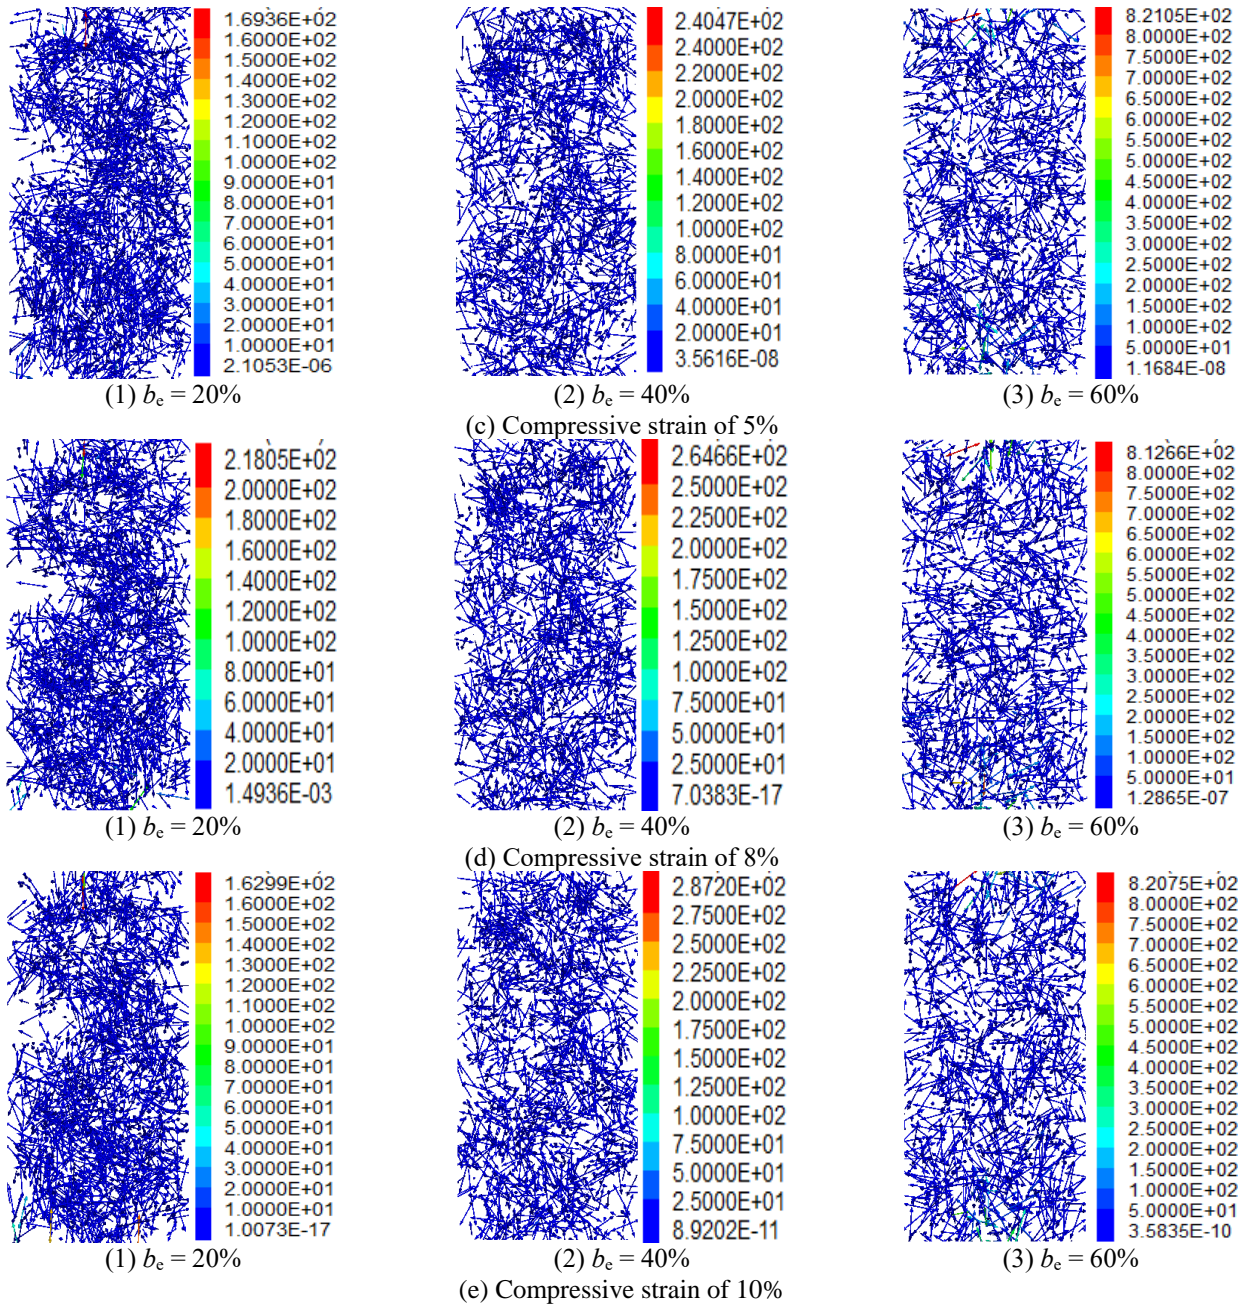 1.6936E+02
1.6000E+02
1.5000E+02
1.4000E+02
1.3000E+02
1.2000E+02
1.1000E+02
1.0000E+02
9.0000E+01
8.0000E+01
7.0000E+01
6.0000E+01
5.0000E+01
4.0000E+01
3.0000E+01
2.0000E+01
1.0000E+01
2.1053E-06
2.4047E+02
2.4000E+02
2.2000E+02
2.0000E+02
1.8000E+02
1.6000E+02
1.4000E+02
1.2000E+02
1.0000E+02
8.0000E+01
6.0000E+01
4.0000E+01
2.0000E+01
3.5616E-08
8.2105E+02
8.0000E+02
7.5000E+02
7.0000E+02
6.5000E+02
6.0000E+02
5.5000E+02
5.0000E+02
4.5000E+02
4.0000E+02
3.5000E+02
3.0000E+02
2.5000E+02
2.0000E+02
1.5000E+02
1.0000E+02
5.0000E+01
1.1684E-08
(1) bₑ = 20%
(2) bₑ = 40%
(3) bₑ = 60%
(c) Compressive strain of 5%
2.1805E+02
2.0000E+02
1.8000E+02
1.6000E+02
1.4000E+02
1.2000E+02
1.0000E+02
8.0000E+01
6.0000E+01
4.0000E+01
2.0000E+01
1.4936E-03
2.6466E+02
2.5000E+02
2.2500E+02
2.0000E+02
1.7500E+02
1.5000E+02
1.2500E+02
1.0000E+02
7.5000E+01
5.0000E+01
2.5000E+01
7.0383E-17
8.1266E+02
8.0000E+02
7.5000E+02
7.0000E+02
6.5000E+02
6.0000E+02
5.5000E+02
5.0000E+02
4.5000E+02
4.0000E+02
3.5000E+02
3.0000E+02
2.5000E+02
2.0000E+02
1.5000E+02
1.0000E+02
5.0000E+01
1.2865E-07
(1) bₑ = 20%
(2) bₑ = 40%
(3) bₑ = 60%
(d) Compressive strain of 8%
1.6299E+02
1.6000E+02
1.5000E+02
1.4000E+02
1.3000E+02
1.2000E+02
1.1000E+02
1.0000E+02
9.0000E+01
8.0000E+01
7.0000E+01
6.0000E+01
5.0000E+01
4.0000E+01
3.0000E+01
2.0000E+01
1.0000E+01
1.0073E-17
2.8720E+02
2.7500E+02
2.5000E+02
2.2500E+02
2.0000E+02
1.7500E+02
1.5000E+02
1.2500E+02
1.0000E+02
7.5000E+01
5.0000E+01
2.5000E+01
8.9202E-11
8.2075E+02
8.0000E+02
7.5000E+02
7.0000E+02
6.5000E+02
6.0000E+02
5.5000E+02
5.0000E+02
4.5000E+02
4.0000E+02
3.5000E+02
3.0000E+02
2.5000E+02
2.0000E+02
1.5000E+02
1.0000E+02
5.0000E+01
3.5835E-10
(1) bₑ = 20%
(2) bₑ = 40%
(3) bₑ = 60%
(e) Compressive strain of 10%